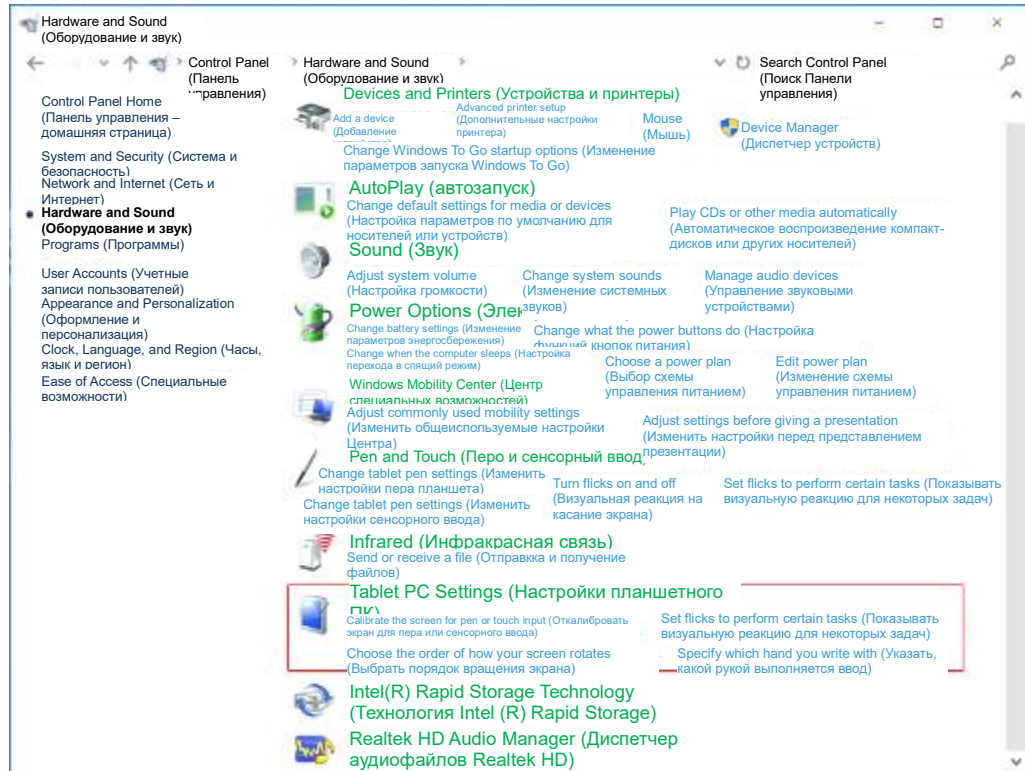 Hardware and Sound
(Оборудование и звук)
Control Panel
(Панель
управления)
Hardware and Sound
(Оборудование и звук)
Search Control Panel
(Поиск Панели
управления)
Control Panel Home
(Панель управления –
домашняя страница)
System and Security (Система и
безопасность)
Network and Internet (Сеть и
Интернет)
Hardware and Sound
(Оборудование и звук)
Programs (Программы)
User Accounts (Учетные
записи пользователей)
Appearance and Personalization
(Оформление и
персонализация)
Clock, Language, and Region (Часы,
язык и регион)
Ease of Access (Специальные
возможности)
Devices and Printers (Устройства и принтеры)
Add a device
(Добавление
Advanced printer setup
(Дополнительные настройки
принтера)
Mouse
(Мышь)
Device Manager
(Диспетчер устройств)
Change Windows To Go startup options (Изменение
параметров запуска Windows To Go)
AutoPlay (автозапуск)
Change default settings for media or devices
(Настройка параметров по умолчанию для
носителей или устройств)
Play CDs or other media automatically
(Автоматическое воспроизведение компакт-
дисков или других носителей)
Sound (Звук)
Adjust system volume
(Настройка громкости)
Change system sounds
(Изменение системных
звуков)
Manage audio devices
(Управление звуковыми
устройствами)
Power Options (Элек
Change battery settings (Изменение
параметров энергосбережения)
Change what the power buttons do (Настройка
функций кнопок питания)
Change when the computer sleeps (Настройка
перехода в спящий режим)
Choose a power plan
(Выбор схемы
управления питанием)
Edit power plan
(Изменение схемы
управления питанием)
Windows Mobility Center (Центр
специальных возможностей)
Adjust commonly used mobility settings
(Изменить общеиспользуемые настройки
Центра)
Adjust settings before giving a presentation
(Изменить настройки перед представлением
презентации)
Pen and Touch (Перо и сенсорный ввод)
Change tablet pen settings (Изменить
настройки пера планшета)
Turn flicks on and off
(Визуальная реакция на
касание экрана)
Set flicks to perform certain tasks (Показывать
визуальную реакцию для некоторых задач)
Change tablet pen settings (Изменить
настройки сенсорного ввода)
Infrared (Инфракрасная связь)
Send or receive a file (Отправкка и получение
файлов)
Tablet PC Settings (Настройки планшетного
ПК)
Calibrate the screen for pen or touch input (Откалибровать
экран для пера или сенсорного ввода)
Set flicks to perform certain tasks (Показывать
визуальную реакцию для некоторых задач)
Choose the order of how your screen rotates
(Выбрать порядок вращения экрана)
Specify which hand you write with (Указать,
какой рукой выполняется ввод)
Intel(R) Rapid Storage Technology
(Технология Intel (R) Rapid Storage)
Realtek HD Audio Manager (Диспетчер
аудиофайлов Realtek HD)